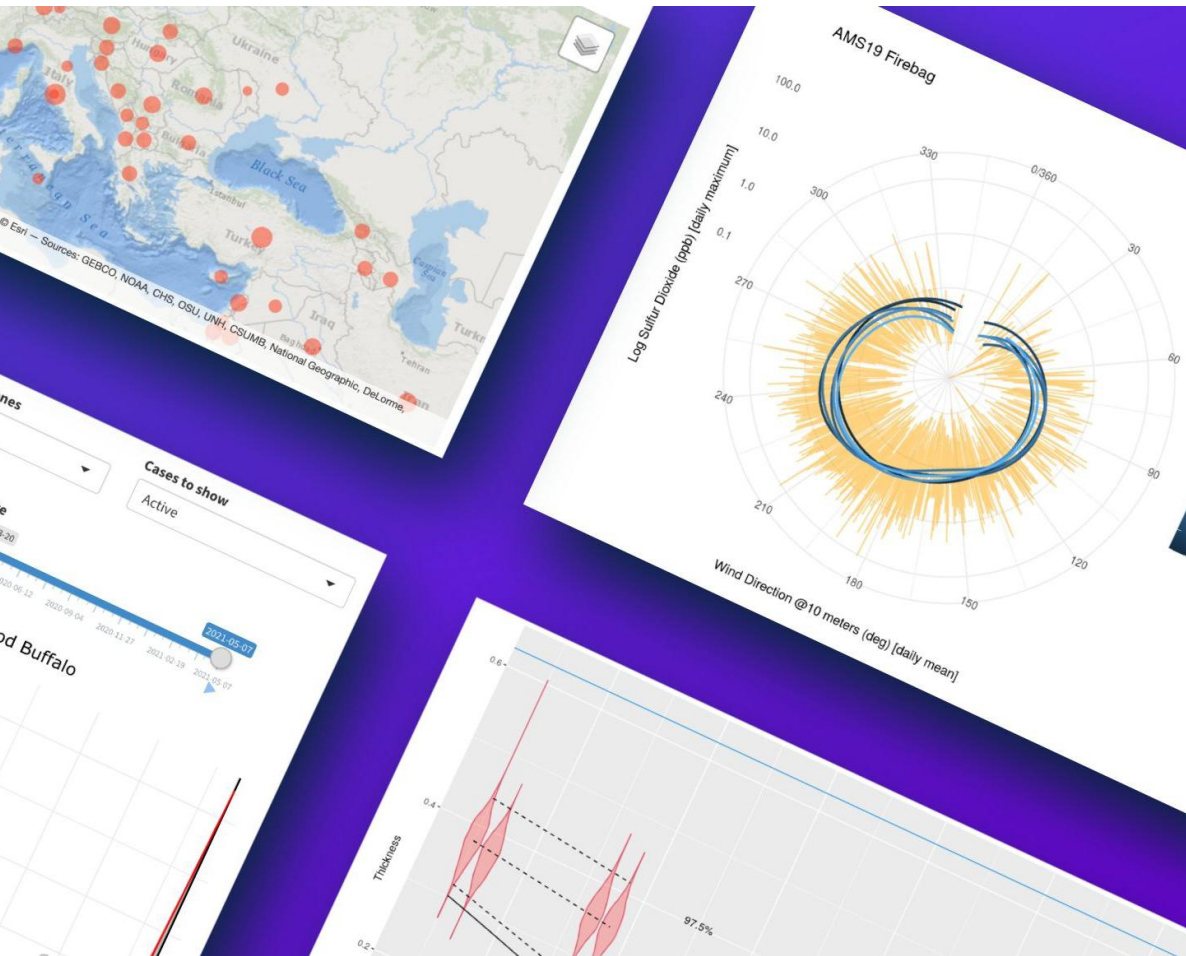 Ukraine
Hungary
Italy
Romania
Bulgaria
Black Sea
Istanbul
Turkey
Caspian
Sea
Iraq
Baghdad
Tehran
Iran
© Esri — Sources: GEBCO, NOAA, CHS, OSU, UNH, CSUMB, National Geographic, DeLorme,
AMS19 Firebag
100.0
10.0
1.0
0.1
Log Sulfur Dioxide (ppb) [daily maximum]
330
0/360
30
60
90
120
150
180
210
240
270
300
Wind Direction @10 meters (deg) [daily mean]
Cases to show
Active
2020-09-04
2020-11-27
2021-02-19
2021-05-07
2021-05-07
od Buffalo
0.6
0.4
0.2
Thickness
97.5%